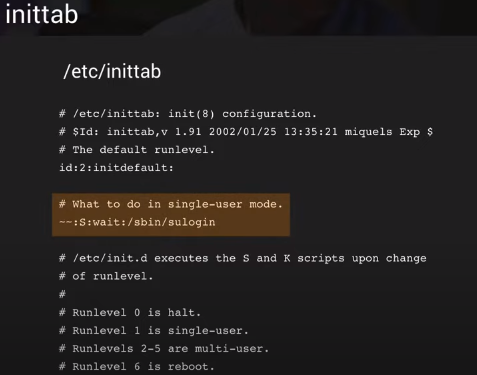 inittab
/etc/inittab
# /etc/inittab: init(8) configuration.
# $Id: inittab,v 1.91 2002/01/25 13:35:21 miquels Exp $
# The default runlevel.
id:2:initdefault:
# What to do in single-user mode.
~~:S:wait:/sbin/sulogin
# /etc/init.d executes the S and K scripts upon change
# of runlevel.
#
# Runlevel 0 is halt.
# Runlevel 1 is single-user.
# Runlevels 2-5 are multi-user.
# Runlevel 6 is reboot.